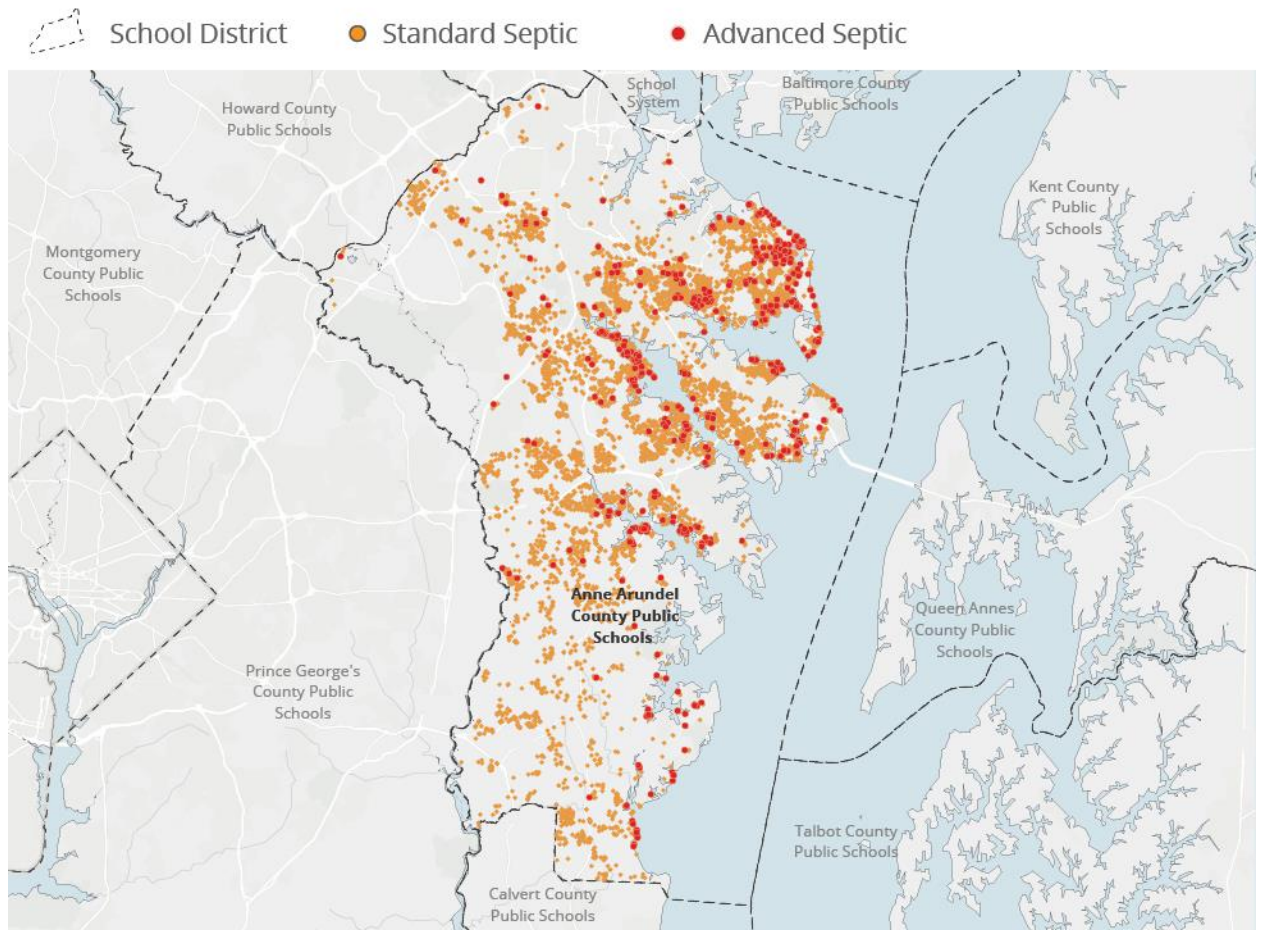 School District
Standard Septic
Advanced Septic
School
System
Baltimore County
Public Schools
Howard County
Public Schools
Kent County
Public
Schools
Montgomery
County Public
Schools
Anne Arundel
County Public
Schools
Queen Annes
County Public
Schools
Prince George's
County Public
Schools
Talbot County
Public Schools
Calvert County
Public Schools